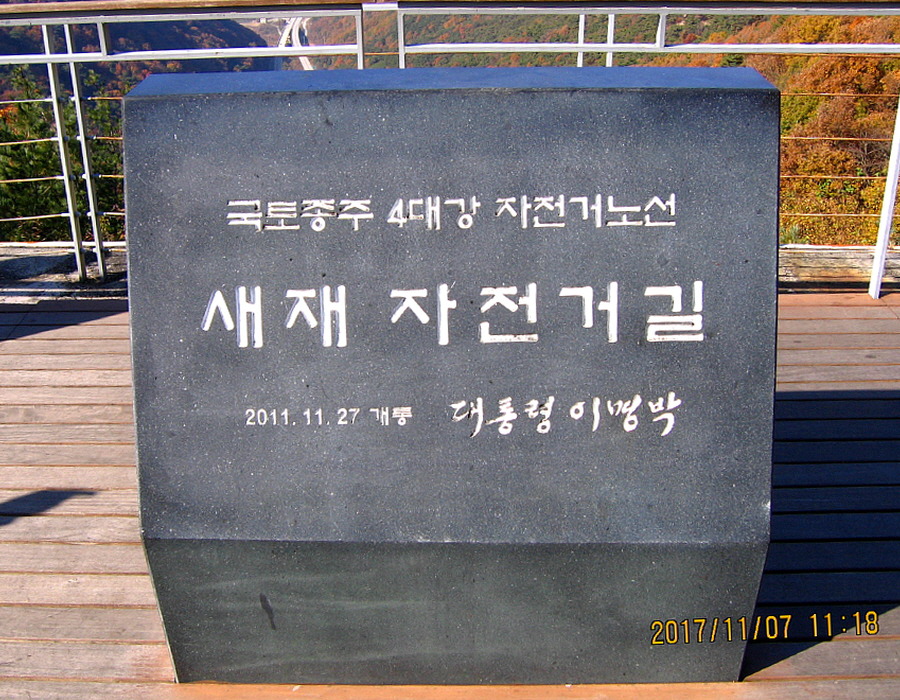 국토종주 4대강 자전거노선
새재 자전거길
2011. 11. 27 개통 대통령 이명박
2017/11/07 11:18